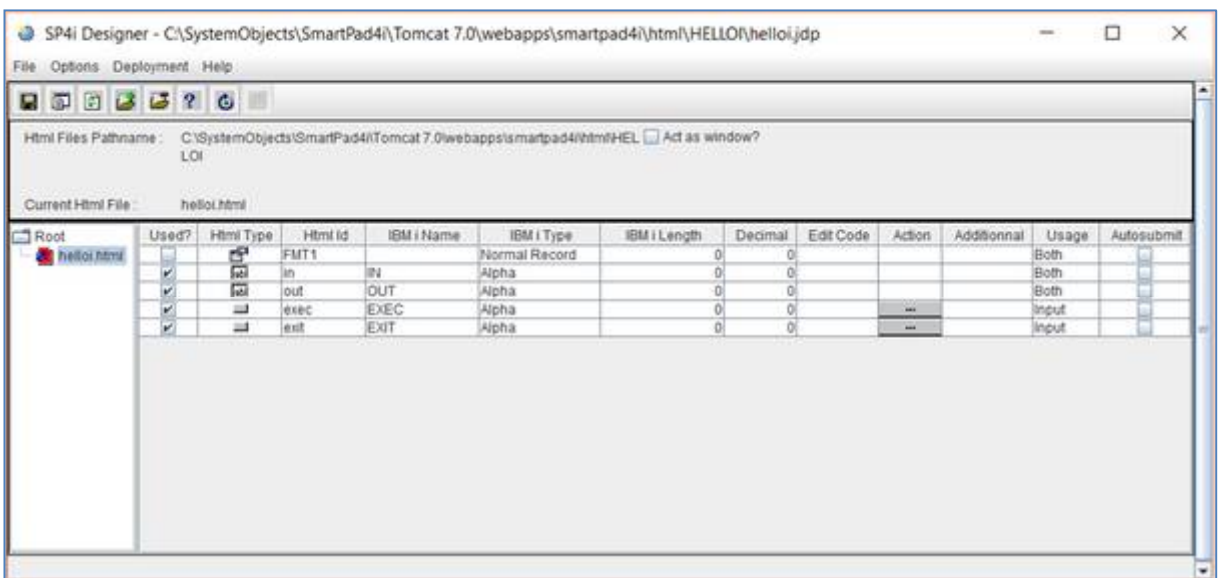 SP4i Designer - C:\SystemObjects\SmartPad4i\Tomcat 7.0\webapps\smartpad4i\html\HELLOI\helloi.jdp
File Options Deployment Help
Html Files Pathname : C:\SystemObjects\SmartPad4i\Tomcat 7.0\webapps\smartpad4i\html\HEL Act as window?
LOI
Current Html File : helloi.html
Root Used? Html Type Html Id IBM i Name IBM i Type IBM i Length Decimal Edit Code Action Additionnal Usage Autosubmit
helloi.html FMT1 Normal Record 0 0 Both
in IN Alpha 0 0 Both
out OUT Alpha 0 0 Both
exec EXEC Alpha 0 0 ... Input
exit EXIT Alpha 0 0 ... Input